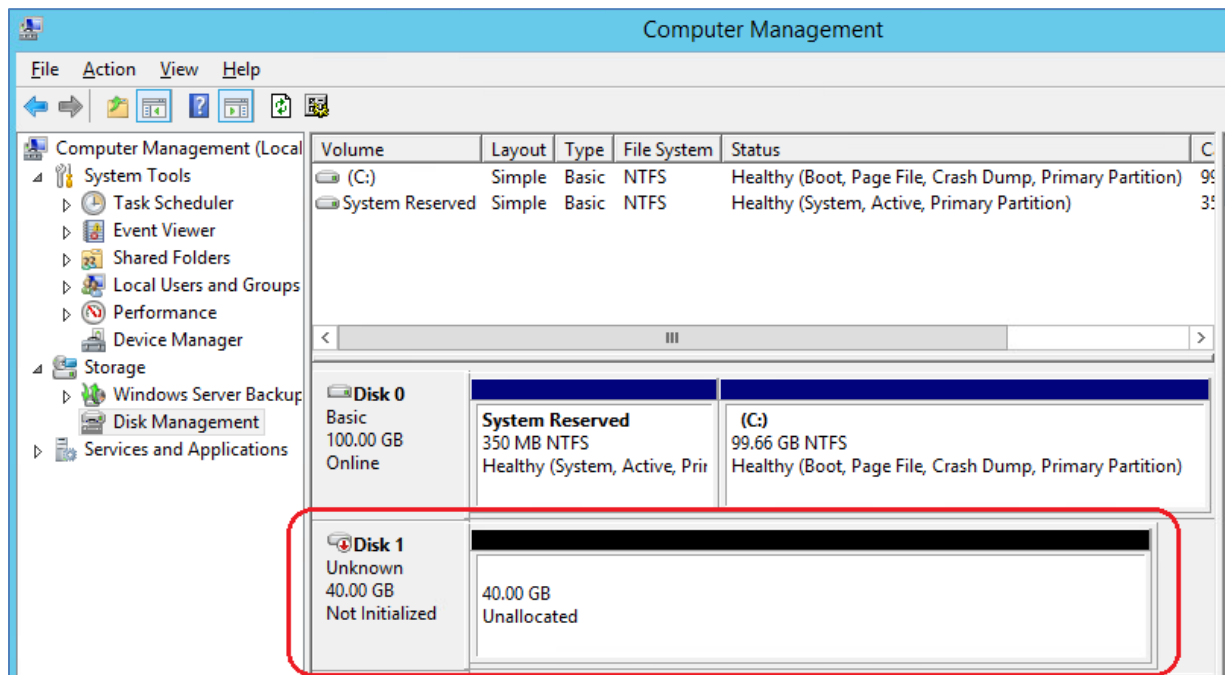 Computer Management
File Action View Help
Computer Management (Local
System Tools
Task Scheduler
Event Viewer
Shared Folders
Local Users and Groups
Performance
Device Manager
Storage
Windows Server Backup
Disk Management
Services and Applications
Volume Layout Type File System Status C
(C:) Simple Basic NTFS Healthy (Boot, Page File, Crash Dump, Primary Partition) 99
System Reserved Simple Basic NTFS Healthy (System, Active, Primary Partition) 35
Disk 0
Basic
100.00 GB
Online
System Reserved
350 MB NTFS
Healthy (System, Active, Prir
(C:)
99.66 GB NTFS
Healthy (Boot, Page File, Crash Dump, Primary Partition)
Disk 1
Unknown
40.00 GB
Not Initialized
40.00 GB
Unallocated